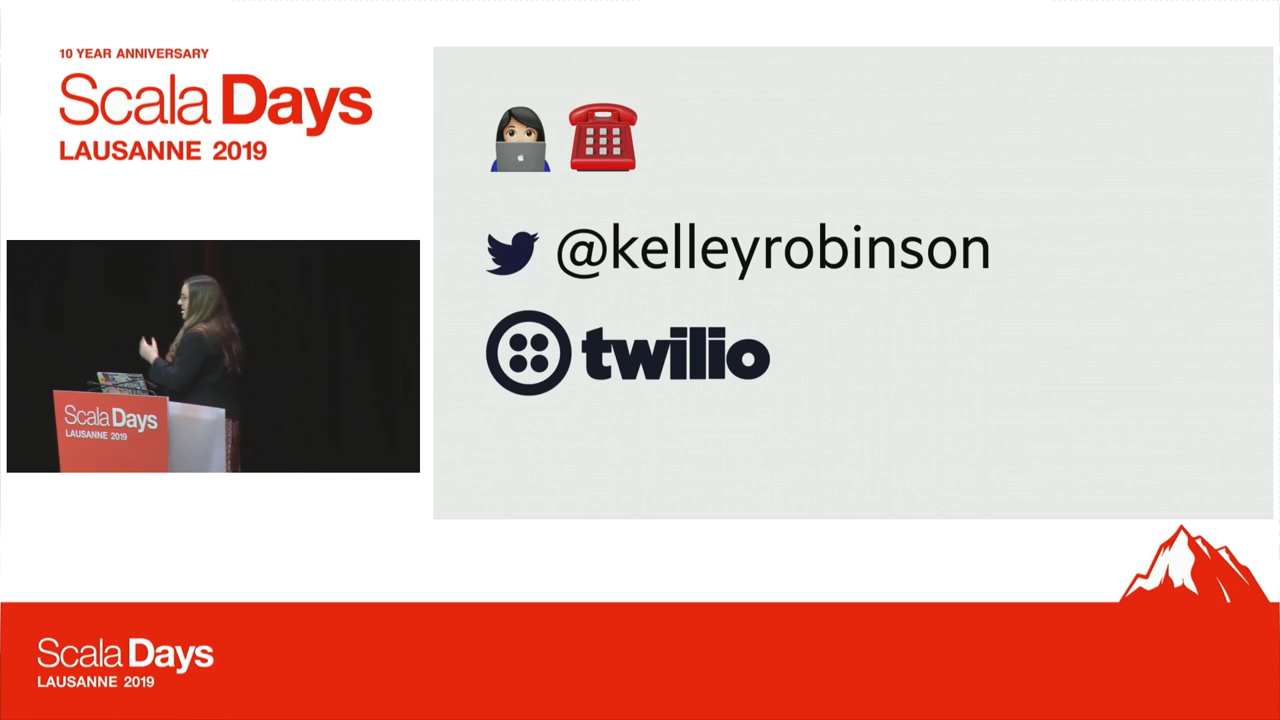 10 YEAR ANNIVERSARY
Scala Days
LAUSANNE 2019
@kelleyrobinson
twilio
Scala Days
LAUSANNE 2019
Scala Days
LAUSANNE 2019